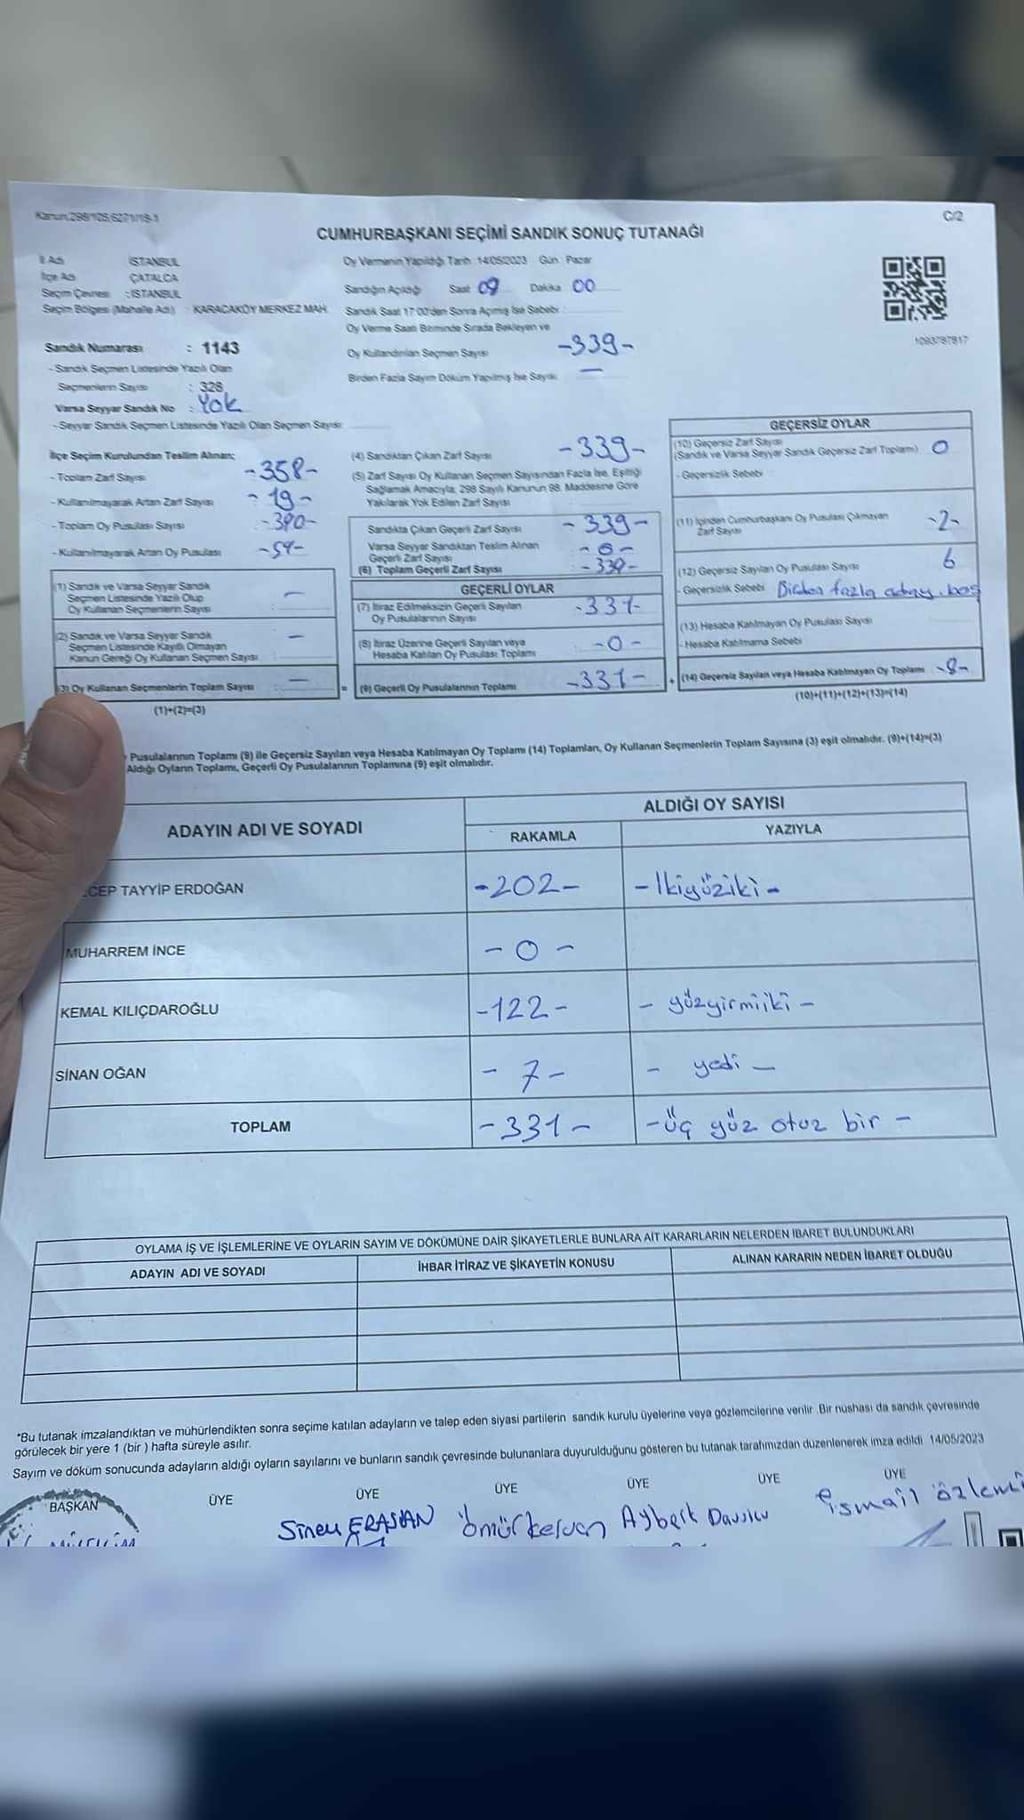 Kanun:298/105,6271/18-1
C/2
CUMHURBAŞKANI SEÇİMİ SANDIK SONUÇ TUTANAĞI
İl Adı İSTANBUL
İlçe Adı ÇATALCA
Seçim Çevresi : İSTANBUL
Seçim Bölgesi (Mahalle Adı) : KARACAKÖY MERKEZ MAH.
Sandık Numarası : 1143
- Sandık Seçmen Listesinde Yazılı Olan
Seçmenlerin Sayısı : 328
Varsa Seyyar Sandık No : Yok
- Seyyar Sandık Seçmen Listesinde Yazılı Olan Seçmen Sayısı:
Oy Vermenin Yapıldığı Tarih 14/05/2023 Gün Pazar
Sandığın Açıldığı Saat 09 Dakika 00
Sandık Saat 17:00'den Sonra Açılmış İse Sebebi :
Oy Verme Saati Bitiminde Sırada Bekleyen ve
Oy Kullandırılan Seçmen Sayısı -339-
Birden Fazla Sayım Döküm Yapılmış İse Sayısı: —
1093787817
İlçe Seçim Kurulundan Teslim Alınan;
- Toplam Zarf Sayısı -358-
- Kullanılmayarak Artan Zarf Sayısı -19-
- Toplam Oy Pusulası Sayısı
- Kullanılmayarak Artan Oy Pusulası
(1) Sandık ve Varsa Seyyar Sandık
Seçmen Listesinde Yazılı Olup
Oy Kullanan Seçmenlerin Sayısı —
(2) Sandık ve Varsa Seyyar Sandık
Seçmen Listesinde Kayıtlı Olmayan
Kanun Gereği Oy Kullanan Seçmen Sayısı —
(3) Oy Kullanan Seçmenlerin Toplam Sayısı —
(1)+(2)=(3)
(4) Sandıktan Çıkan Zarf Sayısı -339-
(5) Zarf Sayısı Oy Kullanan Seçmen Sayısından Fazla İse, Eşitliği
Sağlamak Amacıyla, 298 Sayılı Kanunun 98. Maddesine Göre
Yakılarak Yok Edilen Zarf Sayısı
Sandıkta Çıkan Geçerli Zarf Sayısı -339-
Varsa Seyyar Sandıktan Teslim Alınan
Geçerli Zarf Sayısı -0-
(6) Toplam Geçerli Zarf Sayısı -339-
GEÇERLİ OYLAR
(7) İtiraz Edilmeksizin Geçerli Sayılan
Oy Pusulalarının Sayısı -331-
(8) İtiraz Üzerine Geçerli Sayılan veya
Hesaba Katılan Oy Pusulası Toplamı -0-
= (9) Geçerli Oy Pusulalarının Toplamı -331-
GEÇERSİZ OYLAR
(10) Geçersiz Zarf Sayısı
(Sandık ve Varsa Seyyar Sandık Geçersiz Zarf Toplamı) 0
- Geçersizlik Sebebi :
(11) İçinden Cumhurbaşkanı Oy Pusulası Çıkmayan
Zarf Sayısı -2-
(12) Geçersiz Sayılan Oy Pusulası Sayısı 6
- Geçersizlik Sebebi Birden fazla aday, boş
(13) Hesaba Katılmayan Oy Pusulası Sayısı
- Hesaba Katılmama Sebebi
+ (14) Geçersiz Sayılan veya Hesaba Katılmayan Oy Toplamı -8-
(10)+(11)+(12)+(13)=(14)
Pusulalarının Toplamı (9) ile Geçersiz Sayılan veya Hesaba Katılmayan Oy Toplamı (14) Toplamları, Oy Kullanan Seçmenlerin Toplam Sayısına (3) eşit olmalıdır. (9)+(14)=(3)
Aldığı Oyların Toplamı, Geçerli Oy Pusulalarının Toplamına (9) eşit olmalıdır.
ADAYIN ADI VE SOYADI
ALDIĞI OY SAYISI
RAKAMLA YAZIYLA
CEP TAYYİP ERDOĞAN -202- -İkiyüziki-
MUHARREM İNCE -0-
KEMAL KILIÇDAROĞLU -122- -yüzyirmiiki-
SİNAN OĞAN -7- - yedi -
TOPLAM -331- -üç yüz otuz bir -
OYLAMA İŞ VE İŞLEMLERİNE VE OYLARIN SAYIM VE DÖKÜMÜNE DAİR ŞİKAYETLERLE BUNLARA AİT KARARLARIN NELERDEN İBARET BULUNDUKLARI
ADAYIN ADI VE SOYADI İHBAR İTİRAZ VE ŞİKAYETİN KONUSU ALINAN KARARIN NEDEN İBARET OLDUĞU
*Bu tutanak imzalandıktan ve mühürlendikten sonra seçime katılan adayların ve talep eden siyasi partilerin sandık kurulu üyelerine veya gözlemcilerine verilir. Bir nüshası da sandık çevresinde
görülecek bir yere 1 (bir) hafta süreyle asılır.
Sayım ve döküm sonucunda adayların aldığı oyların sayılarını ve bunların sandık çevresinde bulunanlara duyurulduğunu gösteren bu tutanak tarafımızdan düzenlenerek imza edildi 14/05/2023
BAŞKAN ÜYE ÜYE ÜYE ÜYE ÜYE ÜYE